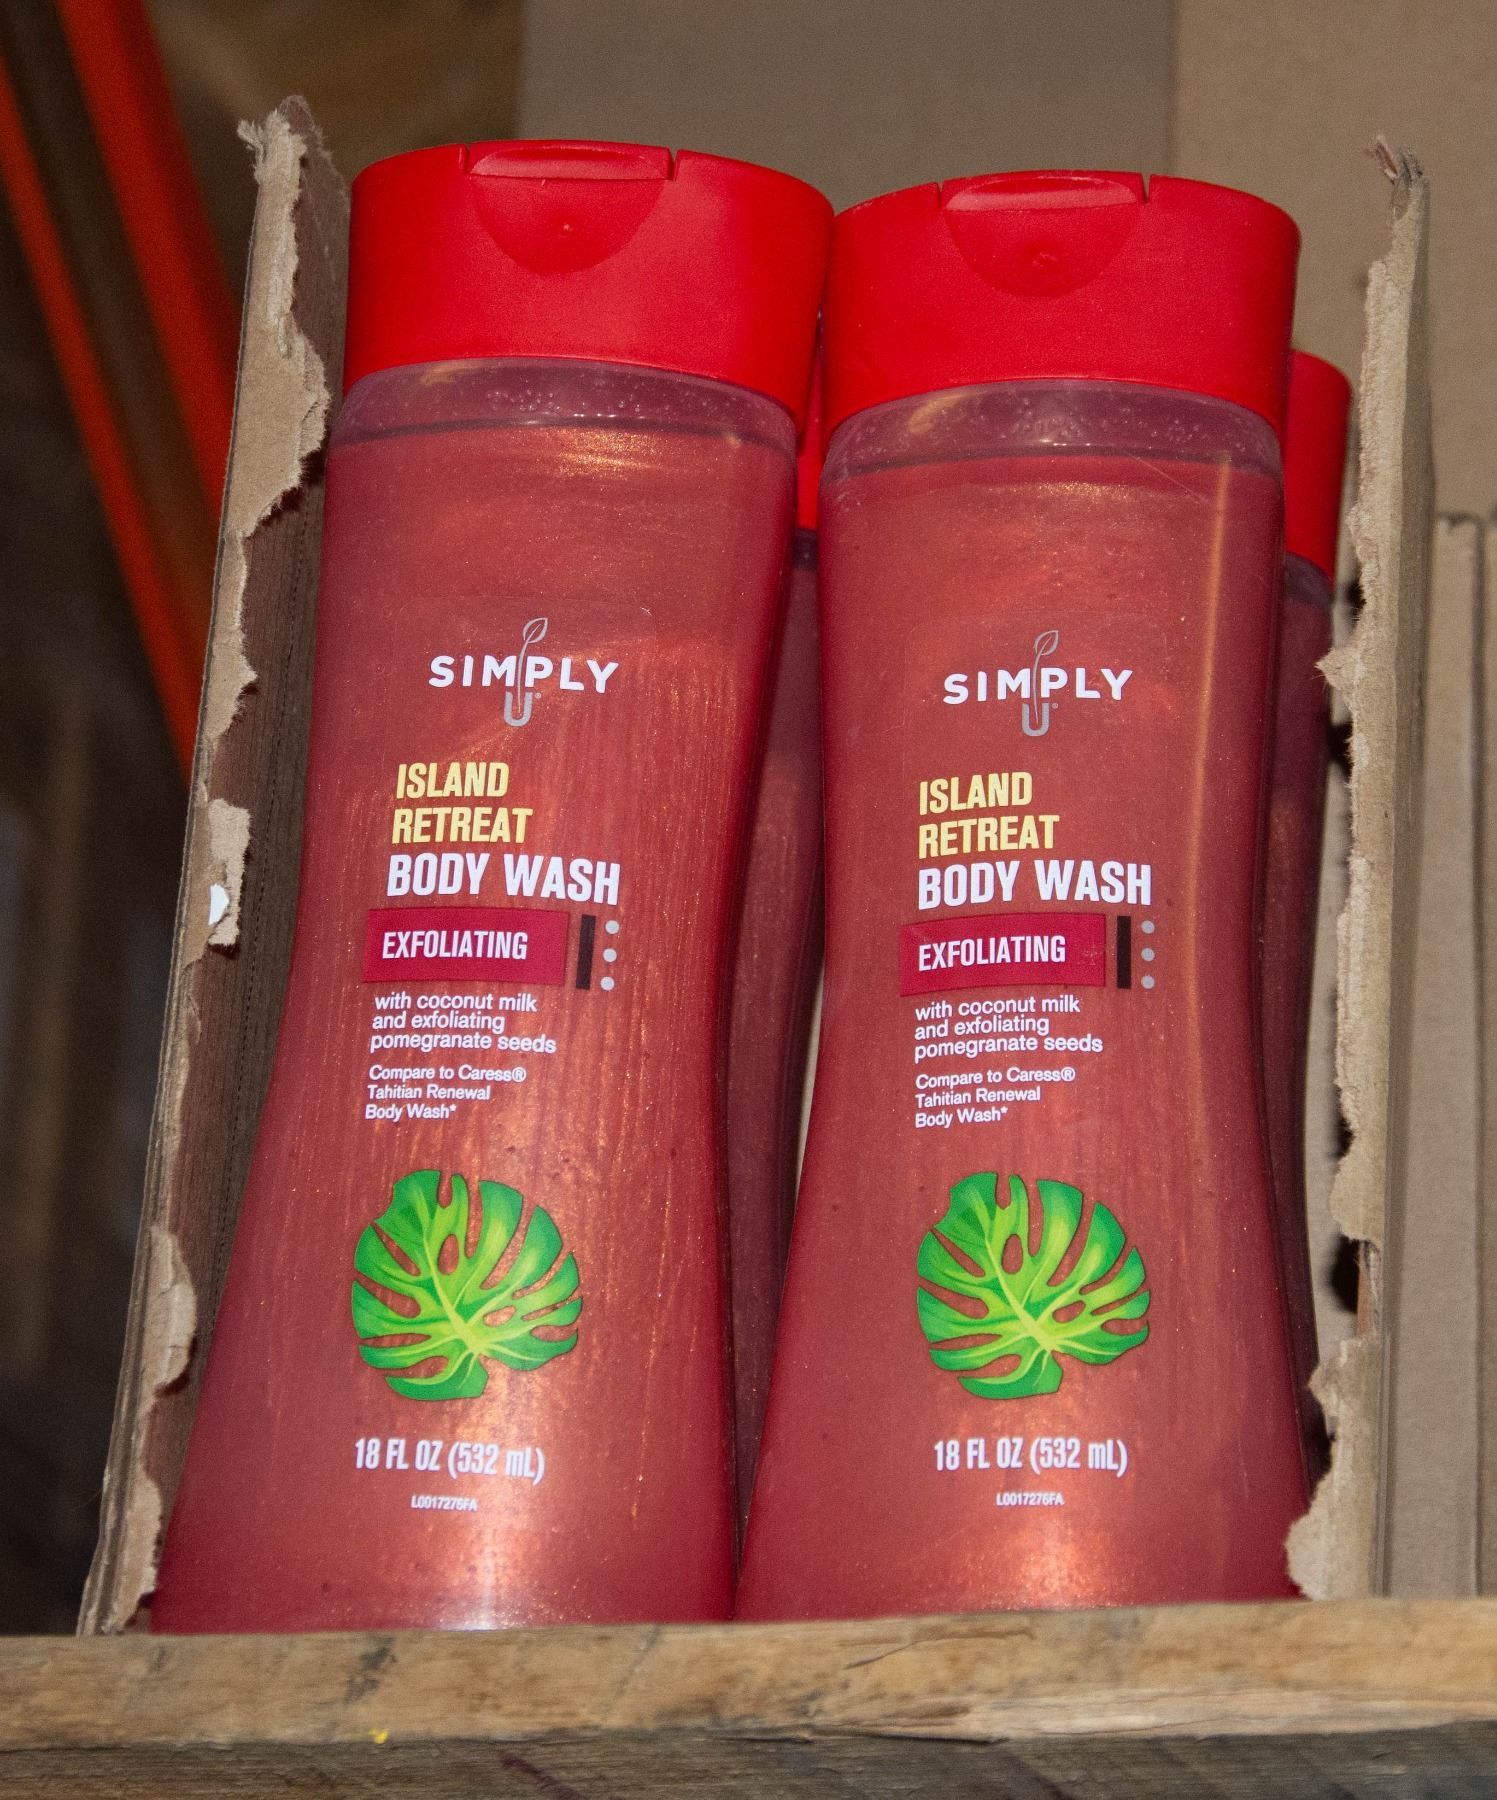 SIMPLY
U®
ISLAND
RETREAT
BODY WASH
EXFOLIATING
with coconut milk
and exfoliating
pomegranate seeds
Compare to Caress®
Tahitian Renewal
Body Wash*
18 FL OZ (532 mL)
L0017276FA
SIMPLY
U®
ISLAND
RETREAT
BODY WASH
EXFOLIATING
with coconut milk
and exfoliating
pomegranate seeds
Compare to Caress®
Tahitian Renewal
Body Wash*
18 FL OZ (532 mL)
L0017276FA